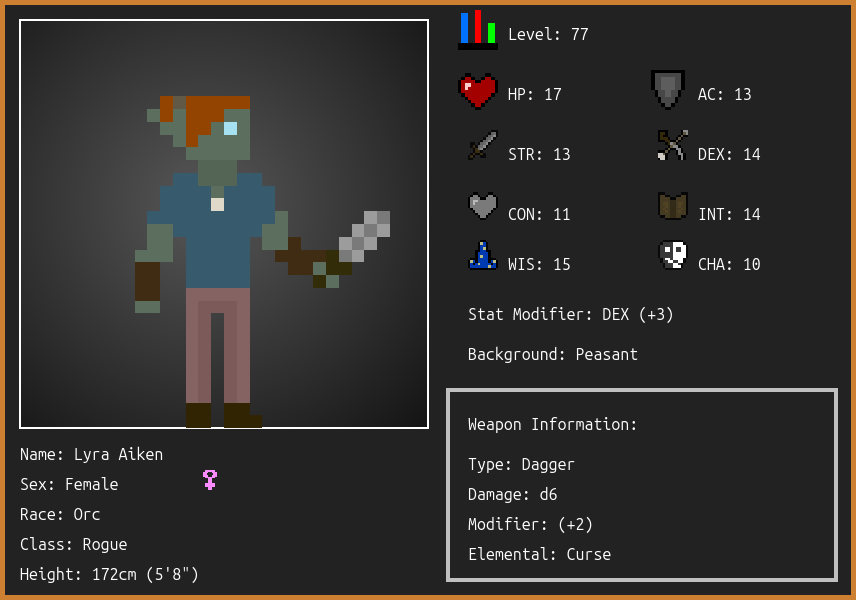 Level: 77
HP: 17
AC: 13
STR: 13
DEX: 14
CON: 11
INT: 14
WIS: 15
CHA: 10
Stat Modifier: DEX (+3)
Background: Peasant
Weapon Information:
Type: Dagger
Damage: d6
Modifier: (+2)
Elemental: Curse
Name: Lyra Aiken
Sex: Female
Race: Orc
Class: Rogue
Height: 172cm (5'8")